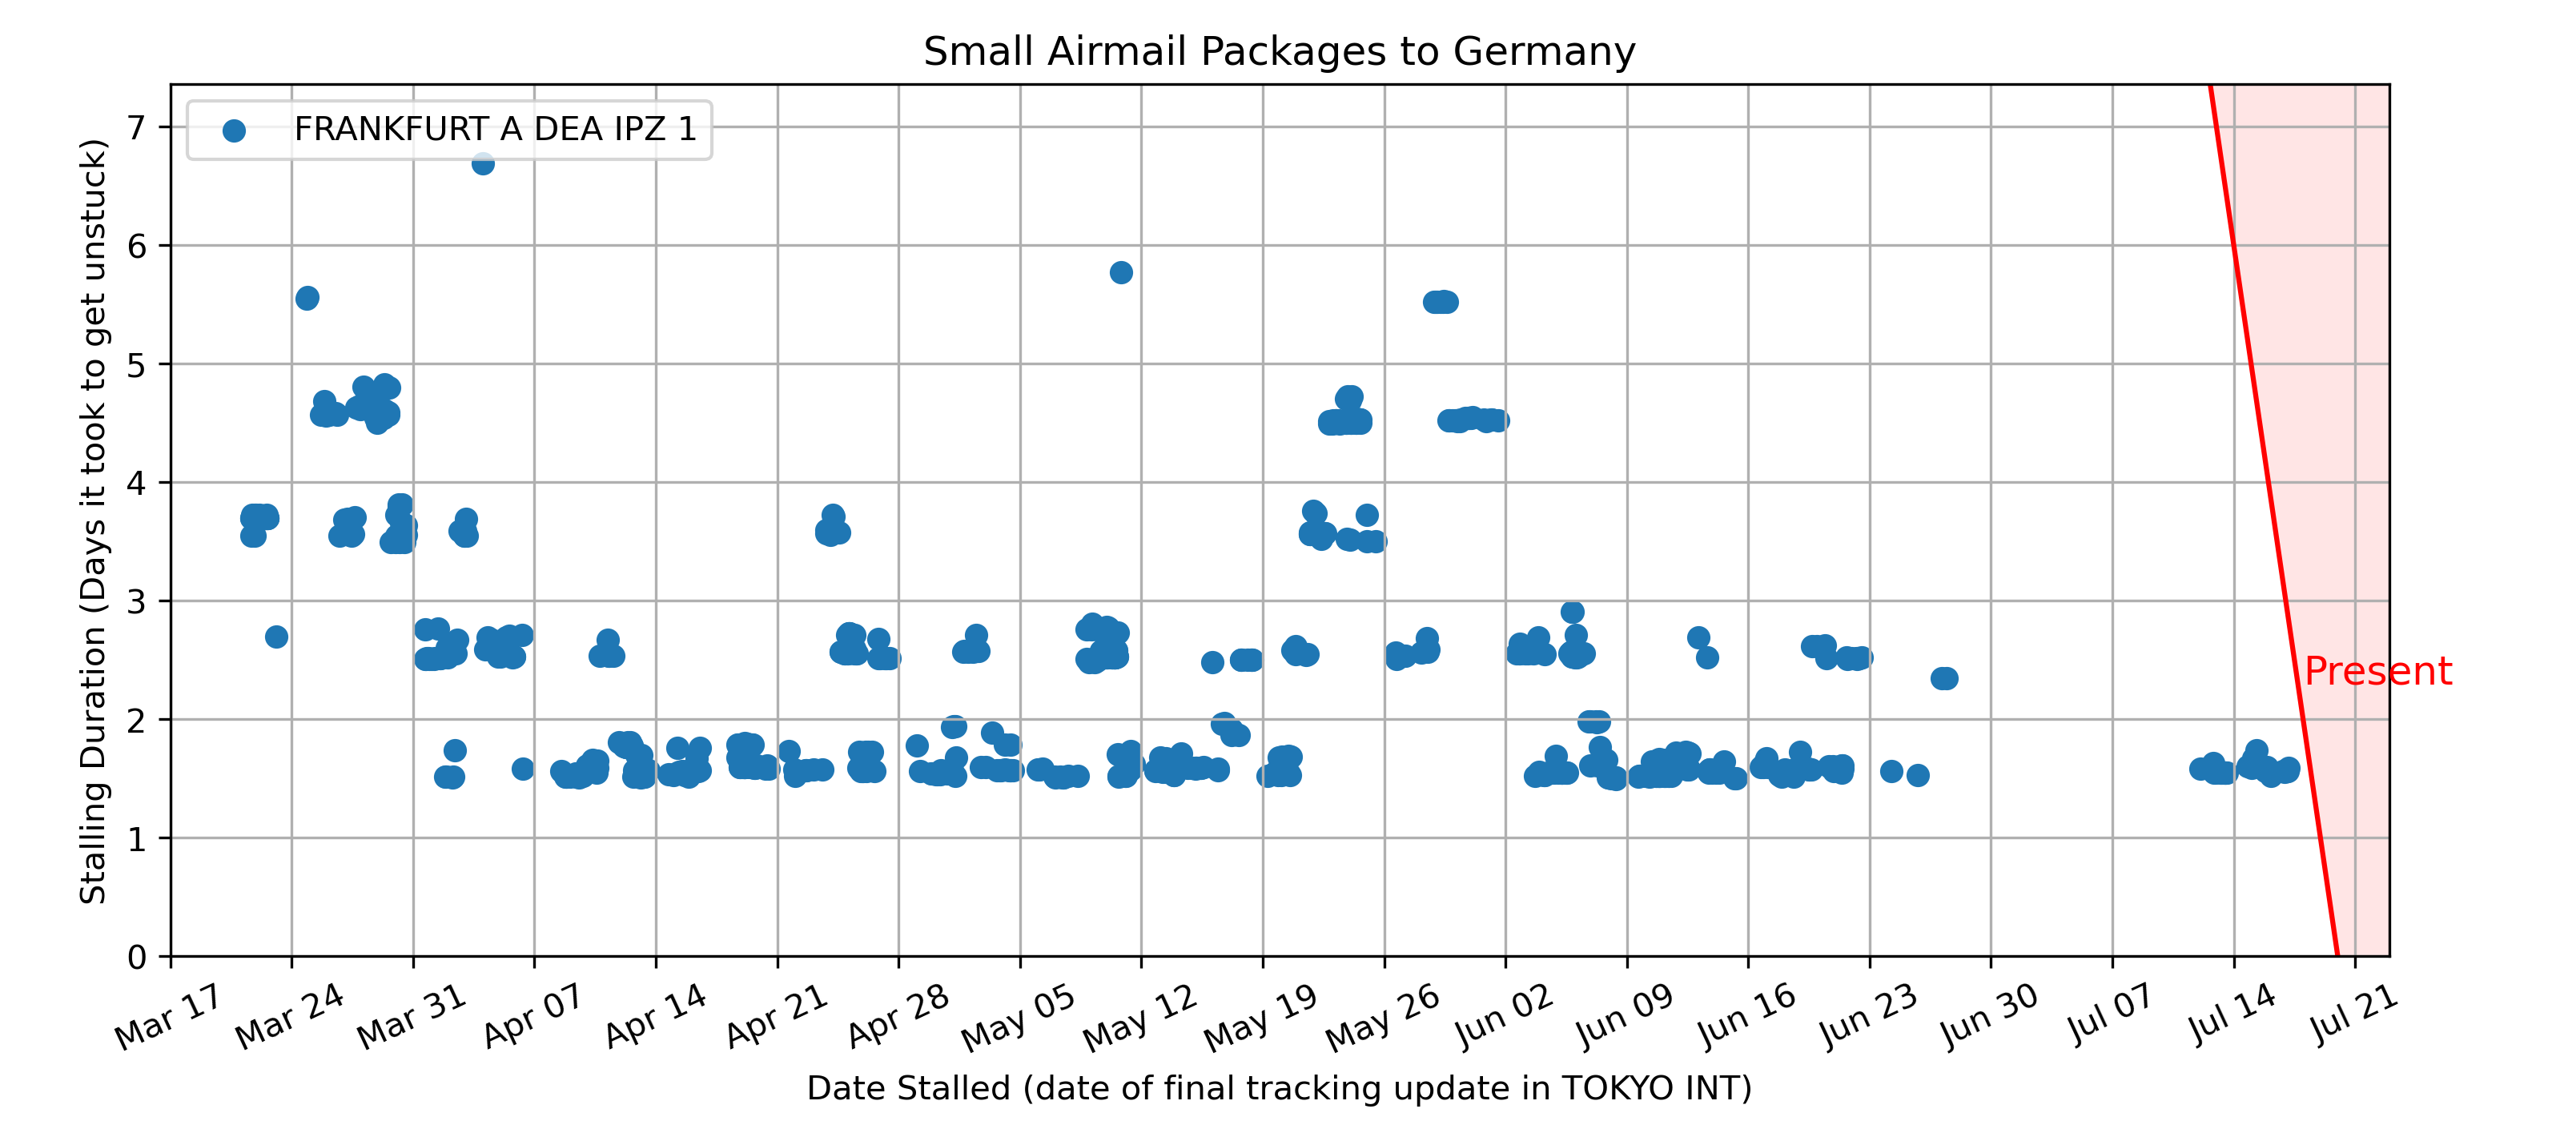 Small Airmail Packages to Germany
FRANKFURT A DEA IPZ 1
Stalling Duration (Days it took to get unstuck)
7
6
5
4
3
2
1
0
Present
Mar 17
Mar 24
Mar 31
Apr 07
Apr 14
Apr 21
Apr 28
May 05
May 12
May 19
May 26
Jun 02
Jun 09
Jun 16
Jun 23
Jun 30
Jul 07
Jul 14
Jul 21
Date Stalled (date of final tracking update in TOKYO INT)